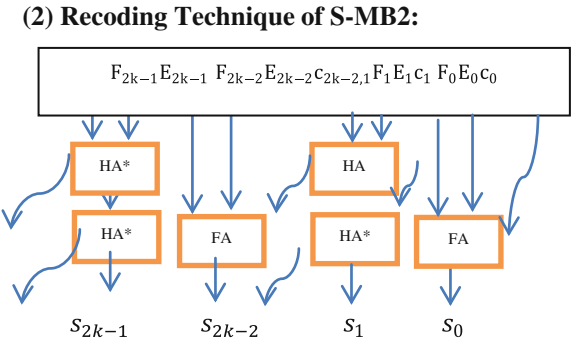 (2) Recoding Technique of S-MB2:
F₂ₖ₋₁E₂ₖ₋₁ F₂ₖ₋₂E₂ₖ₋₂c₂ₖ₋₂,₁F₁E₁c₁ F₀E₀c₀
HA* HA
HA* FA HA* FA
s₂ₖ₋₁ s₂ₖ₋₂ s₁ s₀